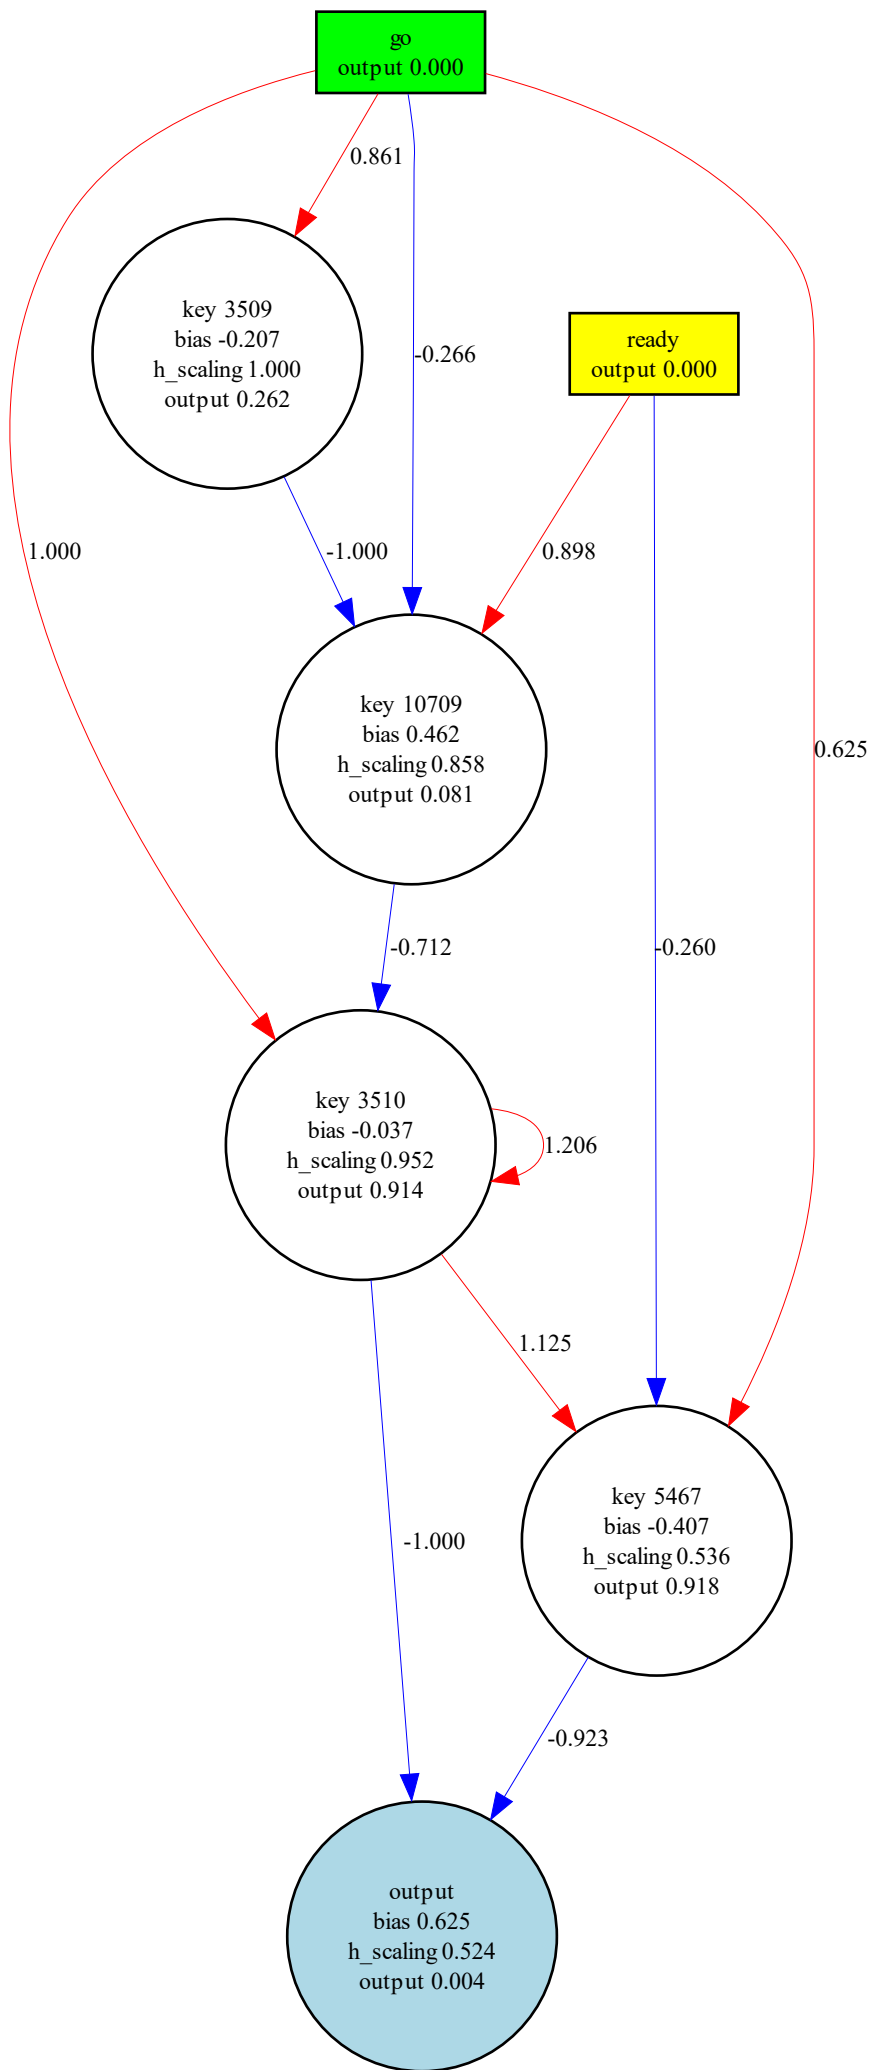 go
output 0.000
0.861
key 3509
bias -0.207
h_scaling 1.000
output 0.262
-0.266
ready
output 0.000
1.000
-1.000
0.898
key 10709
bias 0.462
h_scaling 0.858
output 0.081
0.625
-0.712
-0.260
key 3510
bias -0.037
h_scaling 0.952
output 0.914
1.206
1.125
key 5467
bias -0.407
h_scaling 0.536
output 0.918
-1.000
-0.923
output
bias 0.625
h_scaling 0.524
output 0.004